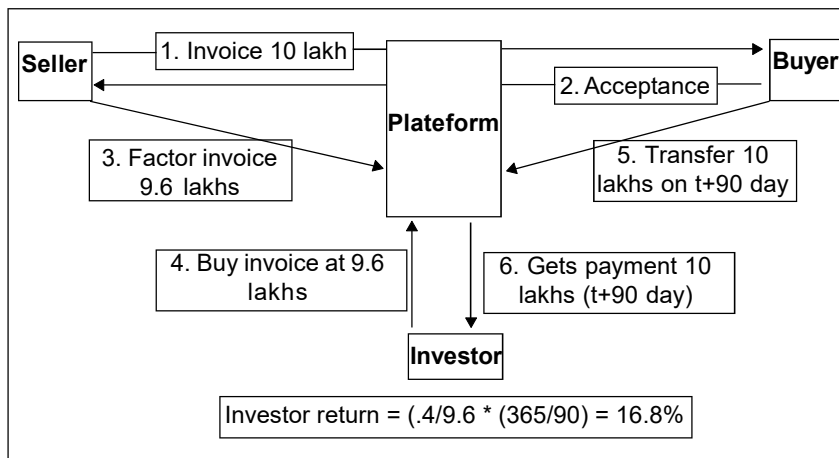 Seller
1. Invoice 10 lakh
Buyer
2. Acceptance
Plateform
3. Factor invoice
9.6 lakhs
5. Transfer 10
lakhs on t+90 day
4. Buy invoice at 9.6
lakhs
6. Gets payment 10
lakhs (t+90 day)
Investor
Investor return = (.4/9.6 * (365/90) = 16.8%